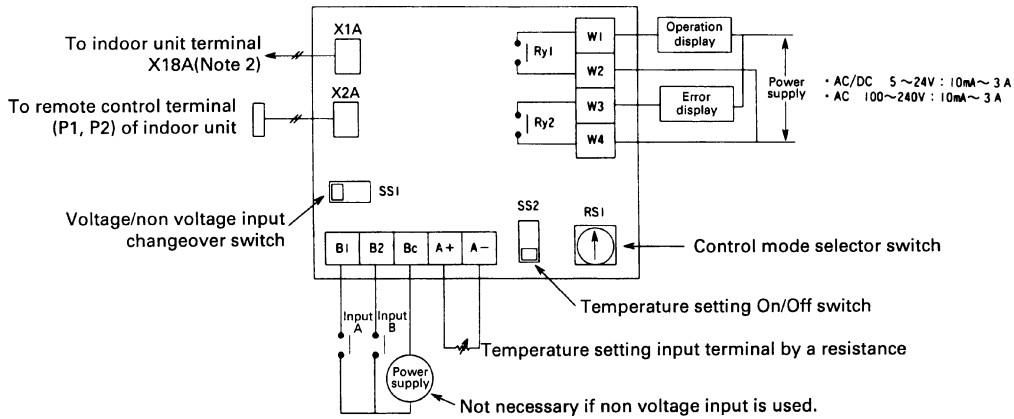 To indoor unit terminal
X18A(Note 2)
X1A
To remote control terminal
(P1, P2) of indoor unit
X2A
Ry1
Ry2
W1
W2
W3
W4
Operation
display
Error
display
Power
supply
・AC/DC 5～24V : 10mA～3A
・AC 100～240V : 10mA～3A
SS1
Voltage/non voltage input
changeover switch
SS2
RS1
Control mode selector switch
B1 B2 Bc A+ A-
Temperature setting On/Off switch
Input
A
Input
B
Temperature setting input terminal by a resistance
Power
supply
Not necessary if non voltage input is used.